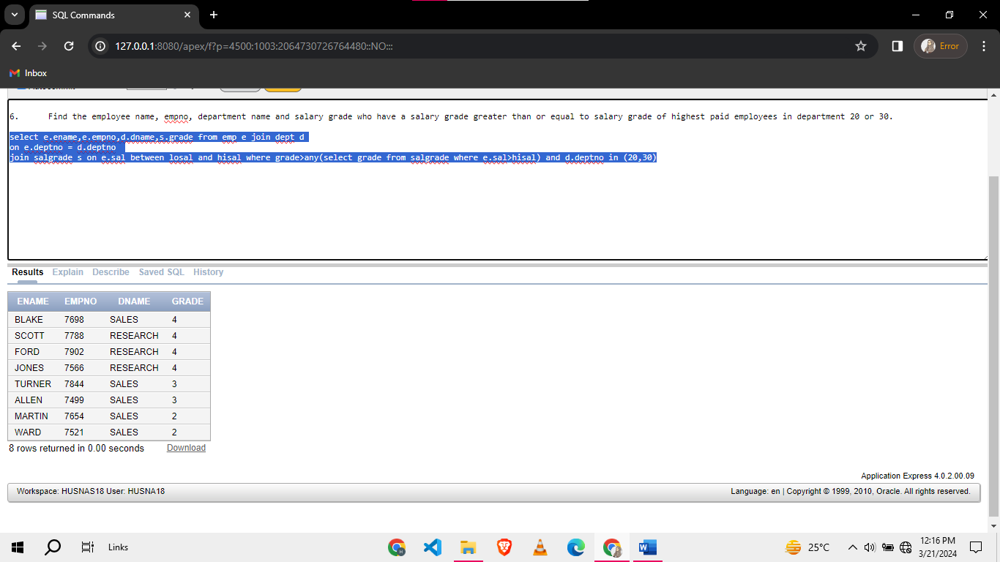 SQL Commands
127.0.0.1:8080/apex/f?p=4500:1003:2064730726764480::NO:::
Error
Inbox
6. Find the employee name, empno, department name and salary grade who have a salary grade greater than or equal to salary grade of highest paid employees in department 20 or 30.
select e.ename,e.empno,d.dname,s.grade from emp e join dept d
on e.deptno = d.deptno
join salgrade s on e.sal between losal and hisal where grade>any(select grade from salgrade where e.sal>hisal) and d.deptno in (20,30)
Results Explain Describe Saved SQL History
ENAME EMPNO DNAME GRADE
BLAKE 7698 SALES 4
SCOTT 7788 RESEARCH 4
FORD 7902 RESEARCH 4
JONES 7566 RESEARCH 4
TURNER 7844 SALES 3
ALLEN 7499 SALES 3
MARTIN 7654 SALES 2
WARD 7521 SALES 2
8 rows returned in 0.00 seconds Download
Application Express 4.0.2.00.09
Workspace: HUSNAS18 User: HUSNA18 Language: en | Copyright © 1999, 2010, Oracle. All rights reserved.
Links 25°C 12:16 PM
3/21/2024